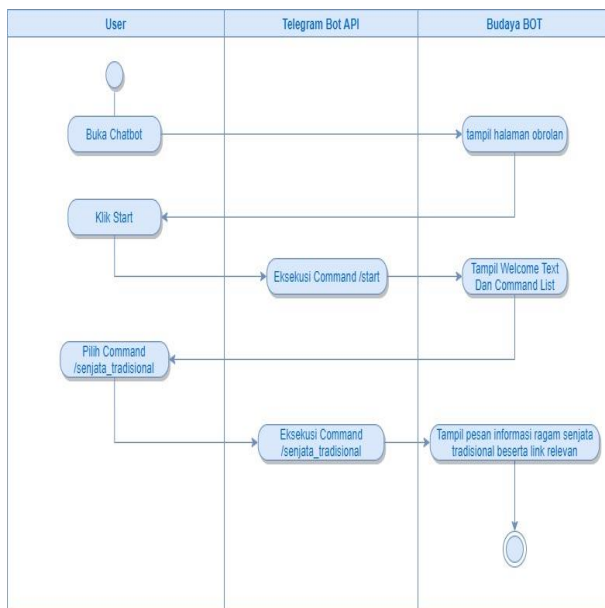 User
Telegram Bot API
Budaya BOT
Buka Chatbot
tampil halaman obrolan
Klik Start
Eksekusi Command /start
Tampil Welcome Text
Dan Command List
Pilih Command
/senjata_tradisional
Eksekusi Command
/senjata_tradisional
Tampil pesan informasi ragam senjata
tradisional beserta link relevan